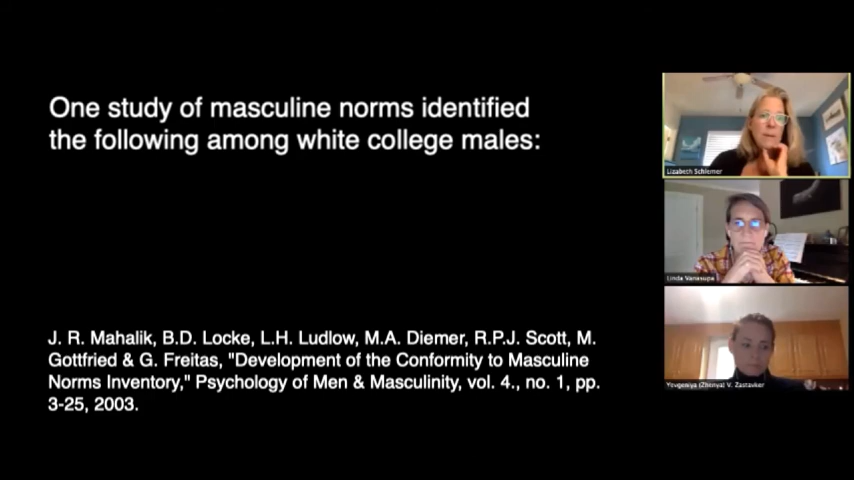 One study of masculine norms identified
the following among white college males:
J. R. Mahalik, B.D. Locke, L.H. Ludlow, M.A. Diemer, R.P.J. Scott, M.
Gottfried & G. Freitas, "Development of the Conformity to Masculine
Norms Inventory," Psychology of Men & Masculinity, vol. 4., no. 1, pp.
3-25, 2003.
Lizabeth Schlemer
Linda Vanasupa
Yevgeniya (Zhenya) V. Zastavker